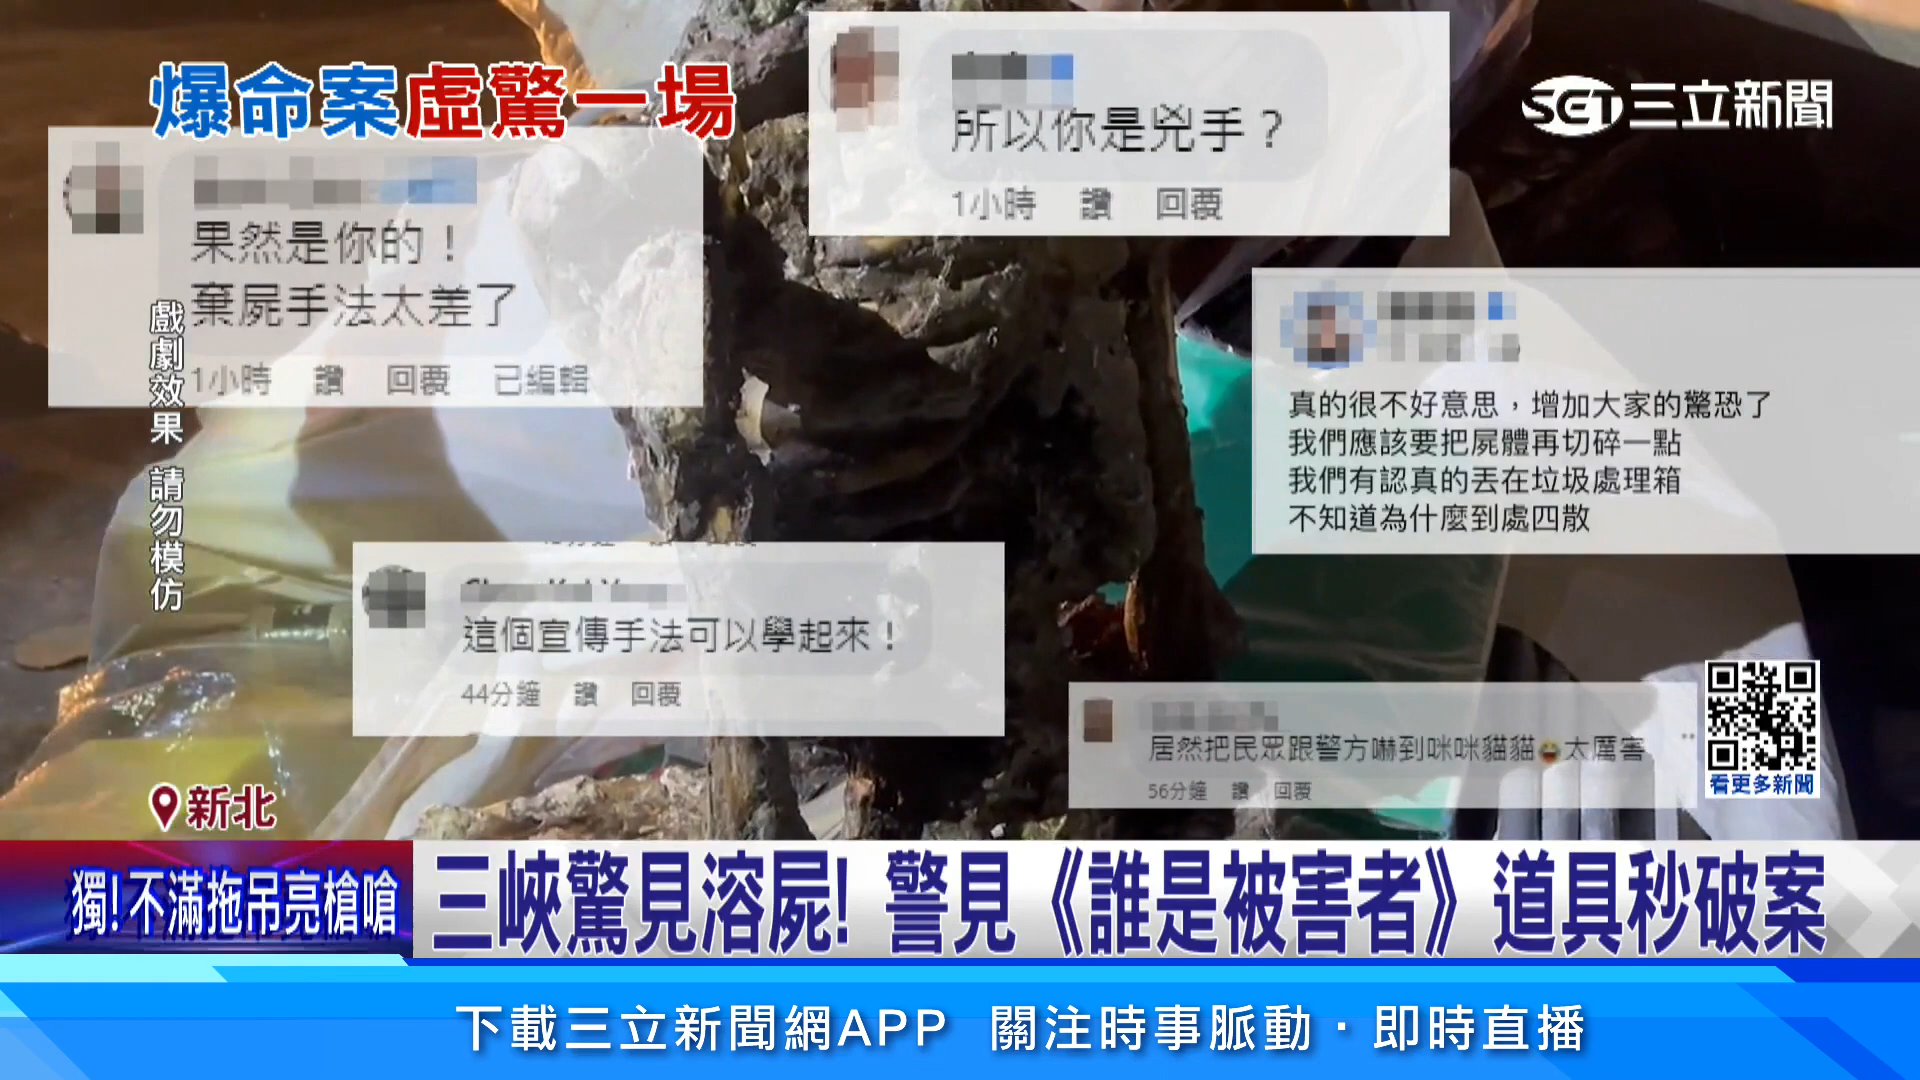 爆命案虛驚一場
SET三立新聞
所以你是兇手？
1小時 讚 回覆
果然是你的！
棄屍手法太差了
1小時 讚 回覆 已編輯
戲劇效果 請勿模仿
真的很不好意思，增加大家的驚恐了
我們應該要把屍體再切碎一點
我們有認真的丟在垃圾處理箱
不知道為什麼到處四散
這個宣傳手法可以學起來！
44分鐘 讚 回覆
居然把民眾跟警方嚇到咪咪貓貓😂太厲害
56分鐘 讚 回覆
看更多新聞
新北
獨!不滿拖吊亮槍嗆
三峽驚見溶屍! 警見《誰是被害者》道具秒破案
下載三立新聞網APP 關注時事脈動·即時直播